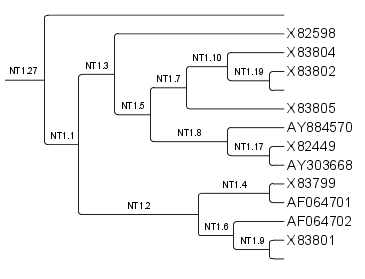 X82598
X83804
NT1.10
NT1.27
NT1.3
X83802
NT1.19
NT1.7
NT1.5
X83805
AY884570
NT1.1
NT1.8
X82449
NT1.17
AY303668
X83799
NT1.4
AF064701
NT1.2
AF064702
NT1.6
X83801
NT1.9